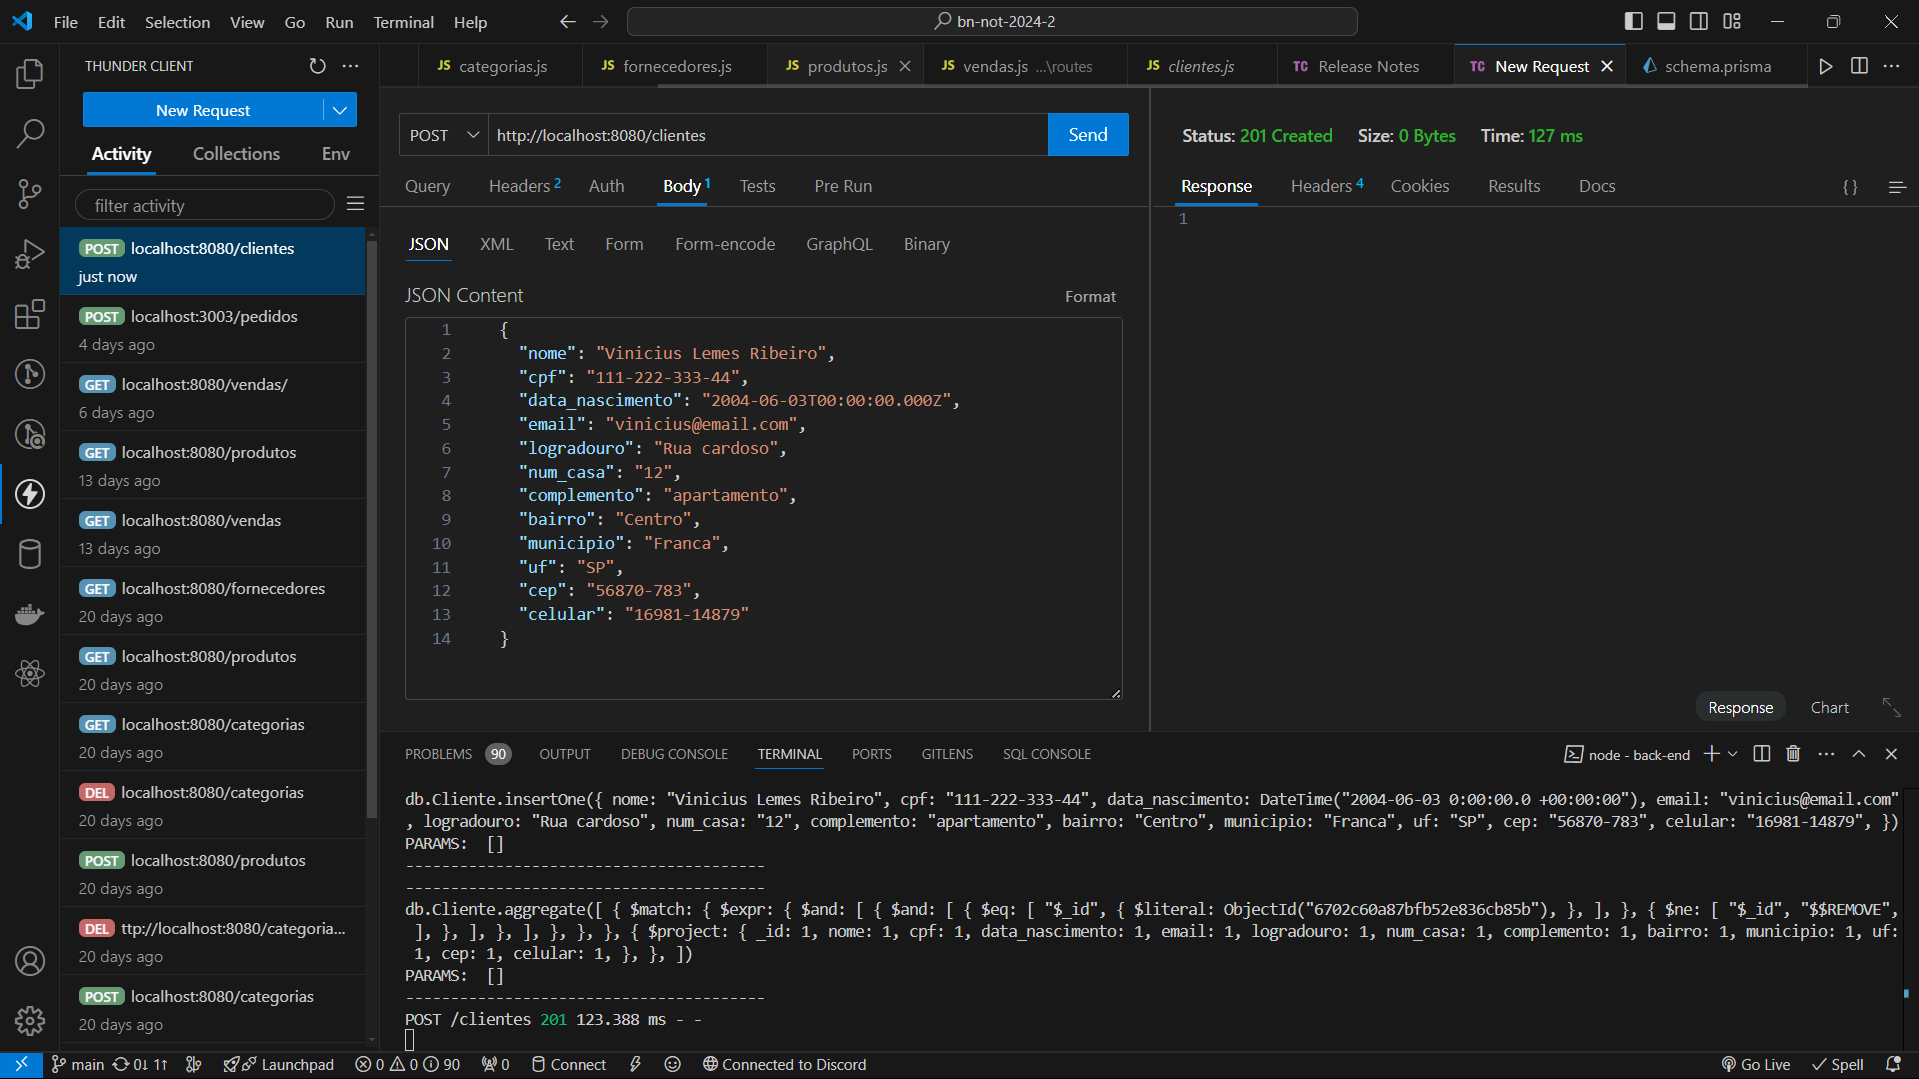 File Edit Selection View Go Run Terminal Help
bn-not-2024-2
THUNDER CLIENT
New Request
Activity Collections Env
filter activity
POST localhost:8080/clientes
just now
POST localhost:3003/pedidos
4 days ago
GET localhost:8080/vendas/
6 days ago
GET localhost:8080/produtos
13 days ago
GET localhost:8080/vendas
13 days ago
GET localhost:8080/fornecedores
20 days ago
GET localhost:8080/produtos
20 days ago
GET localhost:8080/categorias
20 days ago
DEL localhost:8080/categorias
20 days ago
POST localhost:8080/produtos
20 days ago
DEL ttp://localhost:8080/categoria...
20 days ago
POST localhost:8080/categorias
20 days ago
JS categorias.js JS fornecedores.js JS produtos.js JS vendas.js ...\routes JS clientes.js TC Release Notes TC New Request schema.prisma
POST http://localhost:8080/clientes Send
Query Headers 2 Auth Body 1 Tests Pre Run
JSON XML Text Form Form-encode GraphQL Binary
JSON Content Format
1 {
2 "nome": "Vinicius Lemes Ribeiro",
3 "cpf": "111-222-333-44",
4 "data_nascimento": "2004-06-03T00:00:00.000Z",
5 "email": "vinicius@email.com",
6 "logradouro": "Rua cardoso",
7 "num_casa": "12",
8 "complemento": "apartamento",
9 "bairro": "Centro",
10 "municipio": "Franca",
11 "uf": "SP",
12 "cep": "56870-783",
13 "celular": "16981-14879"
14 }
Status: 201 Created Size: 0 Bytes Time: 127 ms
Response Headers 4 Cookies Results Docs {}
1
Response Chart
PROBLEMS 90 OUTPUT DEBUG CONSOLE TERMINAL PORTS GITLENS SQL CONSOLE node - back-end
db.Cliente.insertOne({ nome: "Vinicius Lemes Ribeiro", cpf: "111-222-333-44", data_nascimento: DateTime("2004-06-03 0:00:00.0 +00:00:00"), email: "vinicius@email.com"
, logradouro: "Rua cardoso", num_casa: "12", complemento: "apartamento", bairro: "Centro", municipio: "Franca", uf: "SP", cep: "56870-783", celular: "16981-14879", })
PARAMS: []
----------------------------------------
----------------------------------------
db.Cliente.aggregate([ { $match: { $expr: { $and: [ { $and: [ { $eq: [ "$_id", { $literal: ObjectId("6702c60a87bfb52e836cb85b"), }, ], }, { $ne: [ "$_id", "$$REMOVE",
], }, ], }, ], }, }, }, { $project: { _id: 1, nome: 1, cpf: 1, data_nascimento: 1, email: 1, logradouro: 1, num_casa: 1, complemento: 1, bairro: 1, municipio: 1, uf:
1, cep: 1, celular: 1, }, }, ])
PARAMS: []
----------------------------------------
POST /clientes 201 123.388 ms - -
main 0↓ 1↑ Launchpad 0 0 90 0 Connect Connected to Discord Go Live Spell